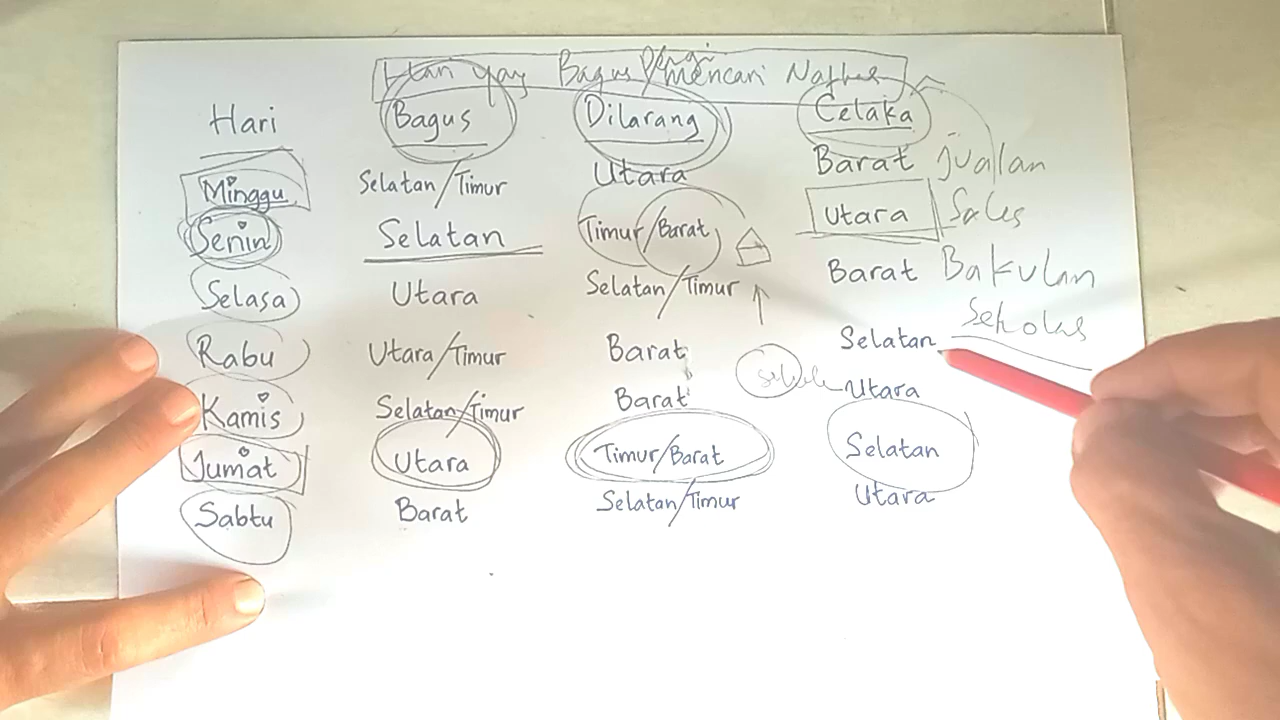 Hari yang Bagus pergi mencari Nafkah
Hari Bagus Dilarang Celaka
Minggu Selatan/Timur Utara Barat jualan
Senin Selatan Timur/Barat Utara Sales
Selasa Utara Selatan/Timur Barat Bakulan
Rabu Utara/Timur Barat Selatan Sekolas
Kamis Selatan/Timur Barat Utara
Jumat Utara Timur/Barat Selatan
Sabtu Barat Selatan/Timur Utara